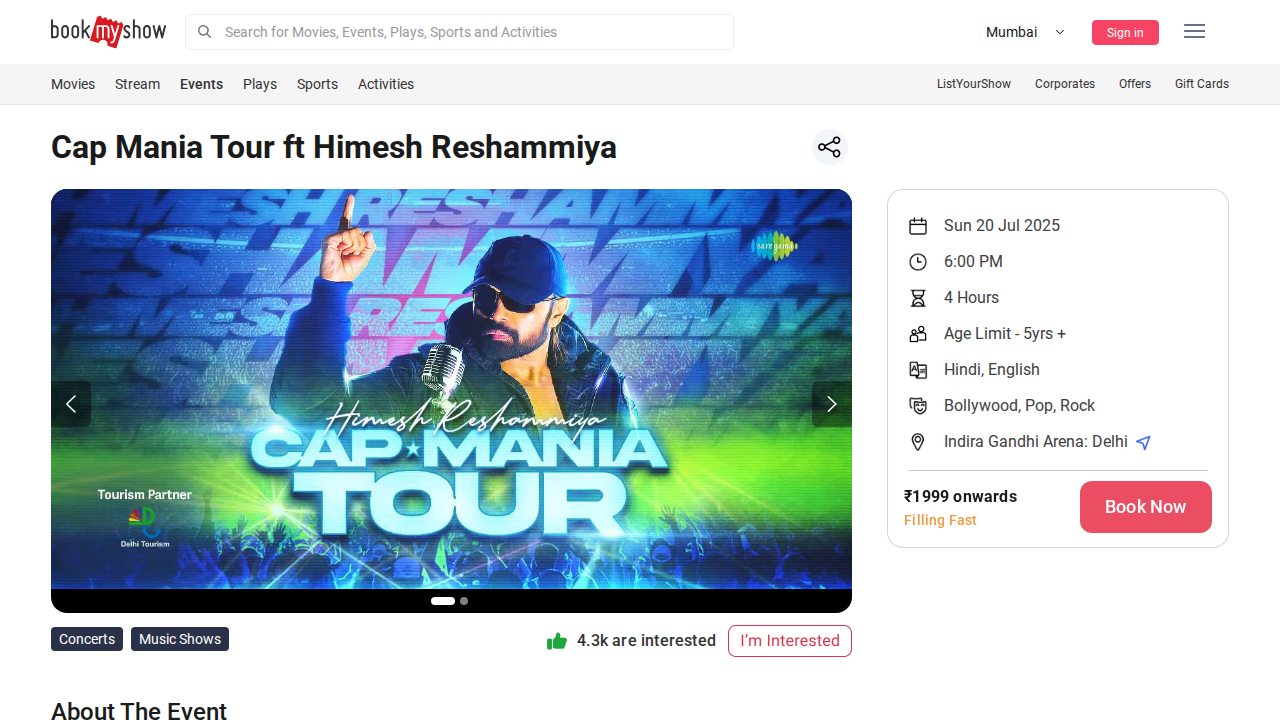 bookmyshow
Search for Movies, Events, Plays, Sports and Activities
Mumbai
Sign in
Movies
Stream
Events
Plays
Sports
Activities
ListYourShow
Corporates
Offers
Gift Cards
Cap Mania Tour ft Himesh Reshammiya
HIMESH RESHAMMIYA
saregama
Himesh Reshammiya
CAP MANIA
TOUR
Tourism Partner
Delhi Tourism
Sun 20 Jul 2025
6:00 PM
4 Hours
Age Limit - 5yrs +
Hindi, English
Bollywood, Pop, Rock
Indira Gandhi Arena: Delhi
₹1999 onwards
Filling Fast
Book Now
Concerts
Music Shows
4.3k are interested
I'm Interested
About The Event